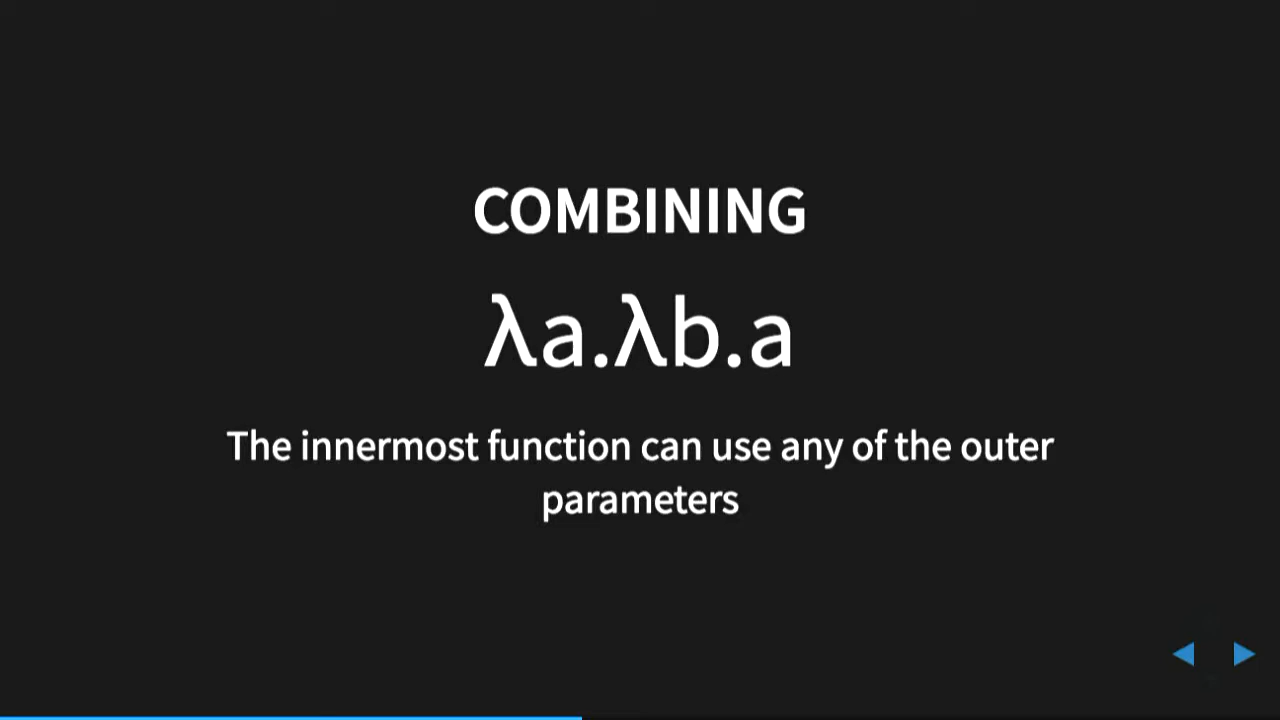 COMBINING
λa.λb.a
The innermost function can use any of the outer
parameters